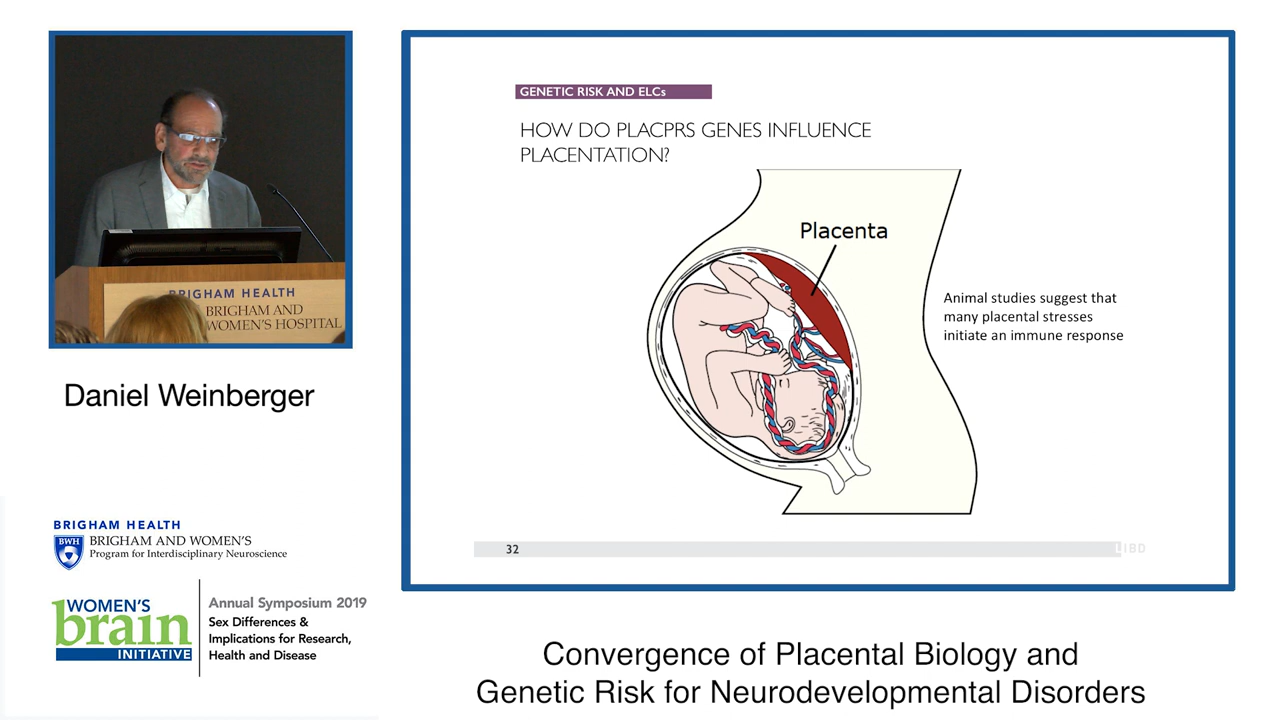 GENETIC RISK AND ELCs
HOW DO PLACPRS GENES INFLUENCE
PLACENTATION?
Placenta
Animal studies suggest that
many placental stresses
initiate an immune response
32
LIBD
BRIGHAM HEALTH
BRIGHAM AND
WOMEN'S HOSPITAL
Daniel Weinberger
BRIGHAM HEALTH
BWH
BRIGHAM AND WOMEN'S
Program for Interdisciplinary Neuroscience
WOMEN'S
brain
INITIATIVE
Annual Symposium 2019
Sex Differences &
Implications for Research,
Health and Disease
Convergence of Placental Biology and
Genetic Risk for Neurodevelopmental Disorders